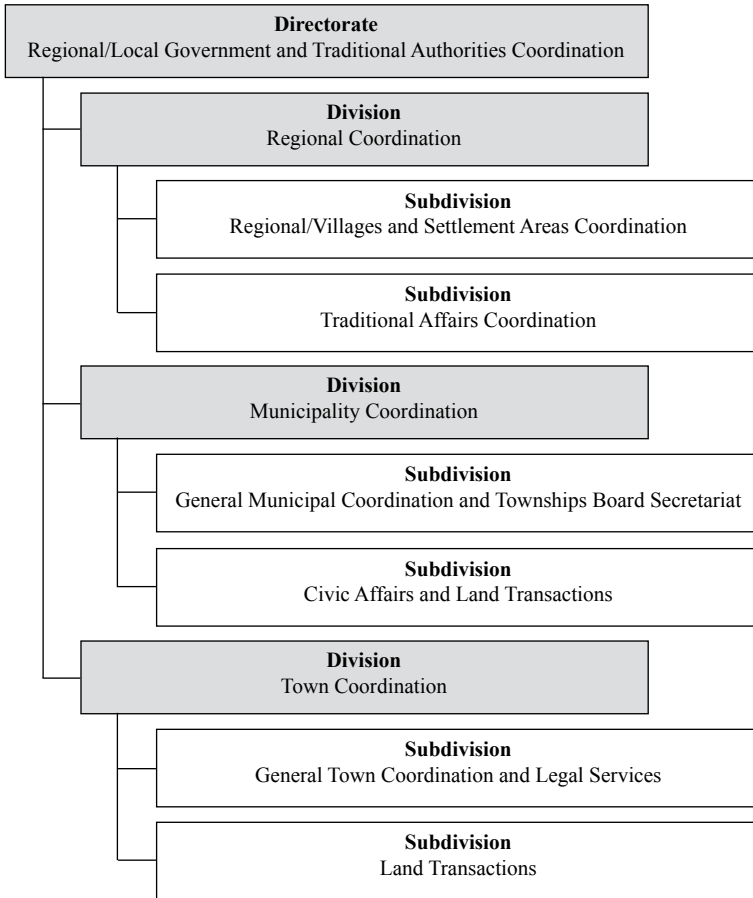 Directorate
Regional/Local Government and Traditional Authorities Coordination
Division
Regional Coordination
Subdivision
Regional/Villages and Settlement Areas Coordination
Subdivision
Traditional Affairs Coordination
Division
Municipality Coordination
Subdivision
General Municipal Coordination and Townships Board Secretariat
Subdivision
Civic Affairs and Land Transactions
Division
Town Coordination
Subdivision
General Town Coordination and Legal Services
Subdivision
Land Transactions